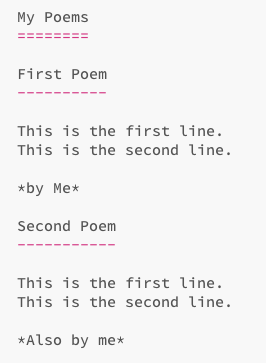 My Poems
========
First Poem
----------
This is the first line.
This is the second line.
*by Me*
Second Poem
-----------
This is the first line.
This is the second line.
*Also by me*